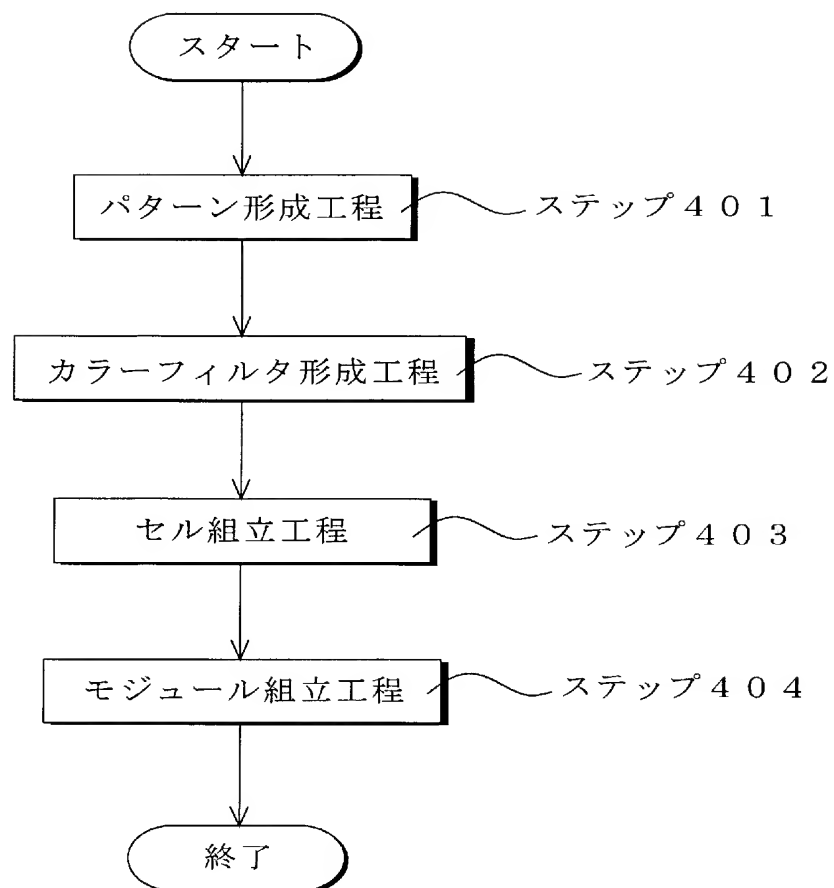 スタート
パターン形成工程
ステップ401
カラーフィルタ形成工程
ステップ402
セル組立工程
ステップ403
モジュール組立工程
ステップ404
終了